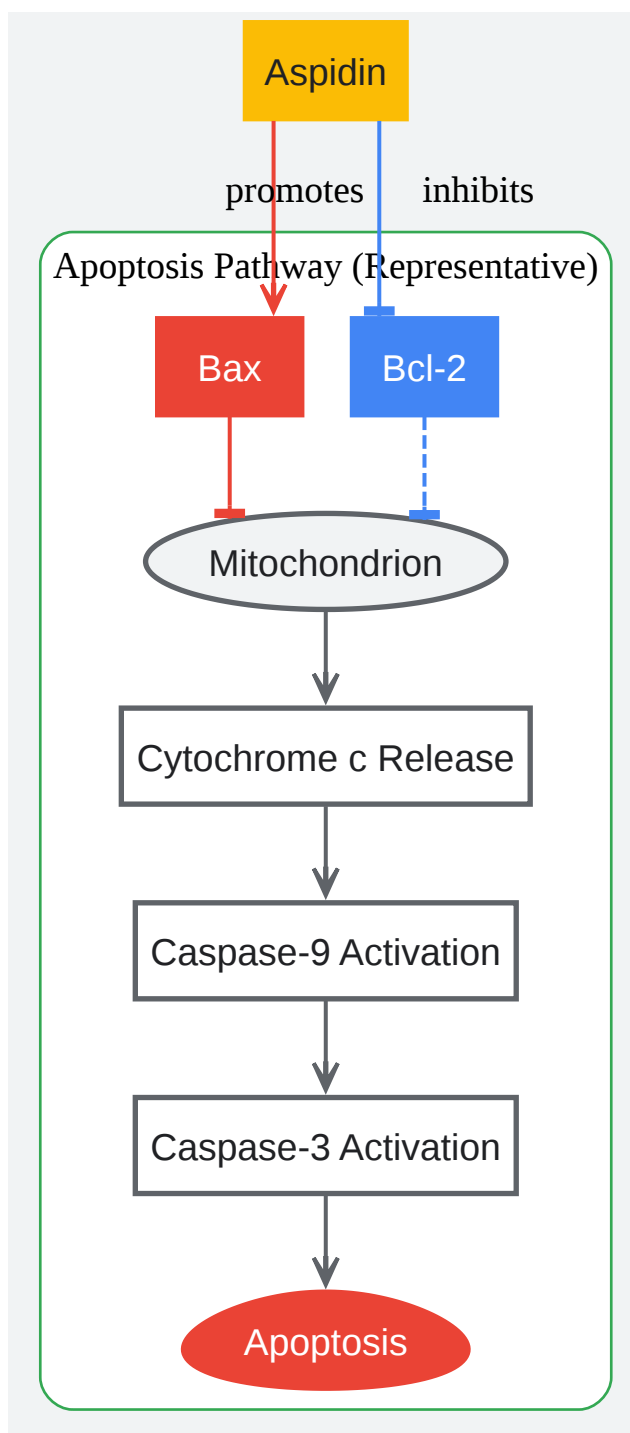 Aspidin
promotes
inhibits
Apoptosis Pathway (Representative)
Bax
Bcl-2
Mitochondrion
Cytochrome c Release
Caspase-9 Activation
Caspase-3 Activation
Apoptosis